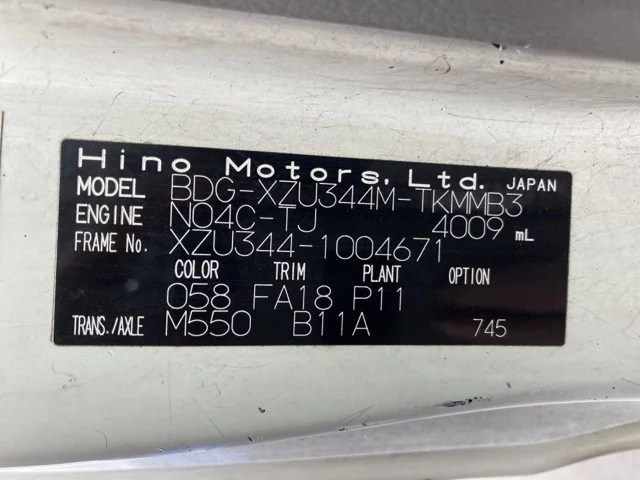 Hino Motors, Ltd. JAPAN
MODEL BDG-XZU344M-TKMMB3
ENGINE N04C-TJ 4009 mL
FRAME No. XZU344-1004671
COLOR TRIM PLANT OPTION
058 FA18 P11
TRANS./AXLE M550 B11A 745